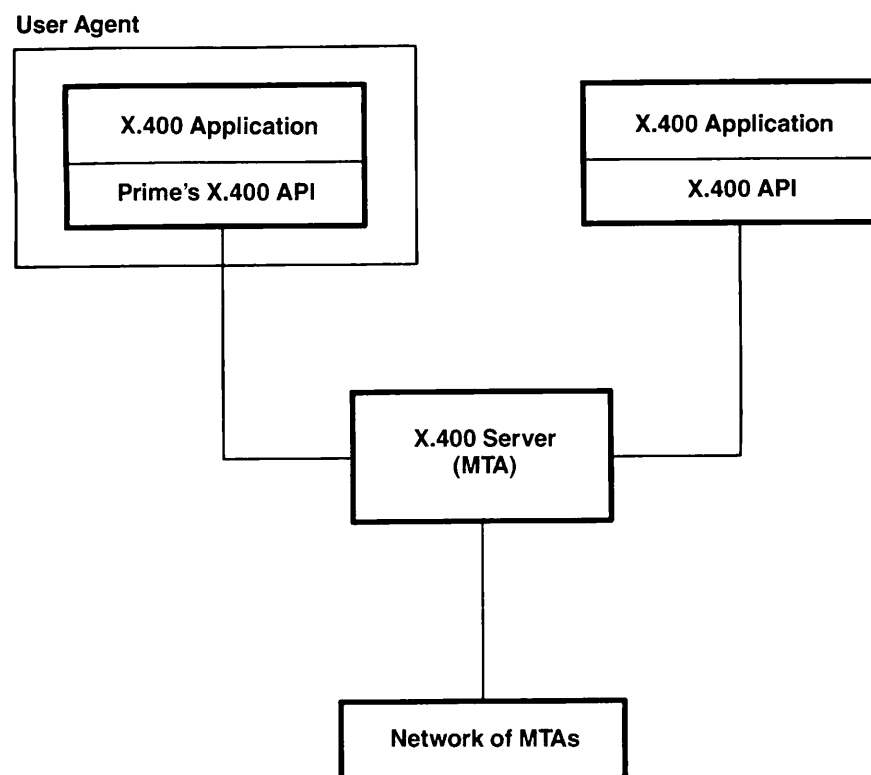 User Agent
X.400 Application
Prime's X.400 API
X.400 Application
X.400 API
X.400 Server
(MTA)
Network of MTAs